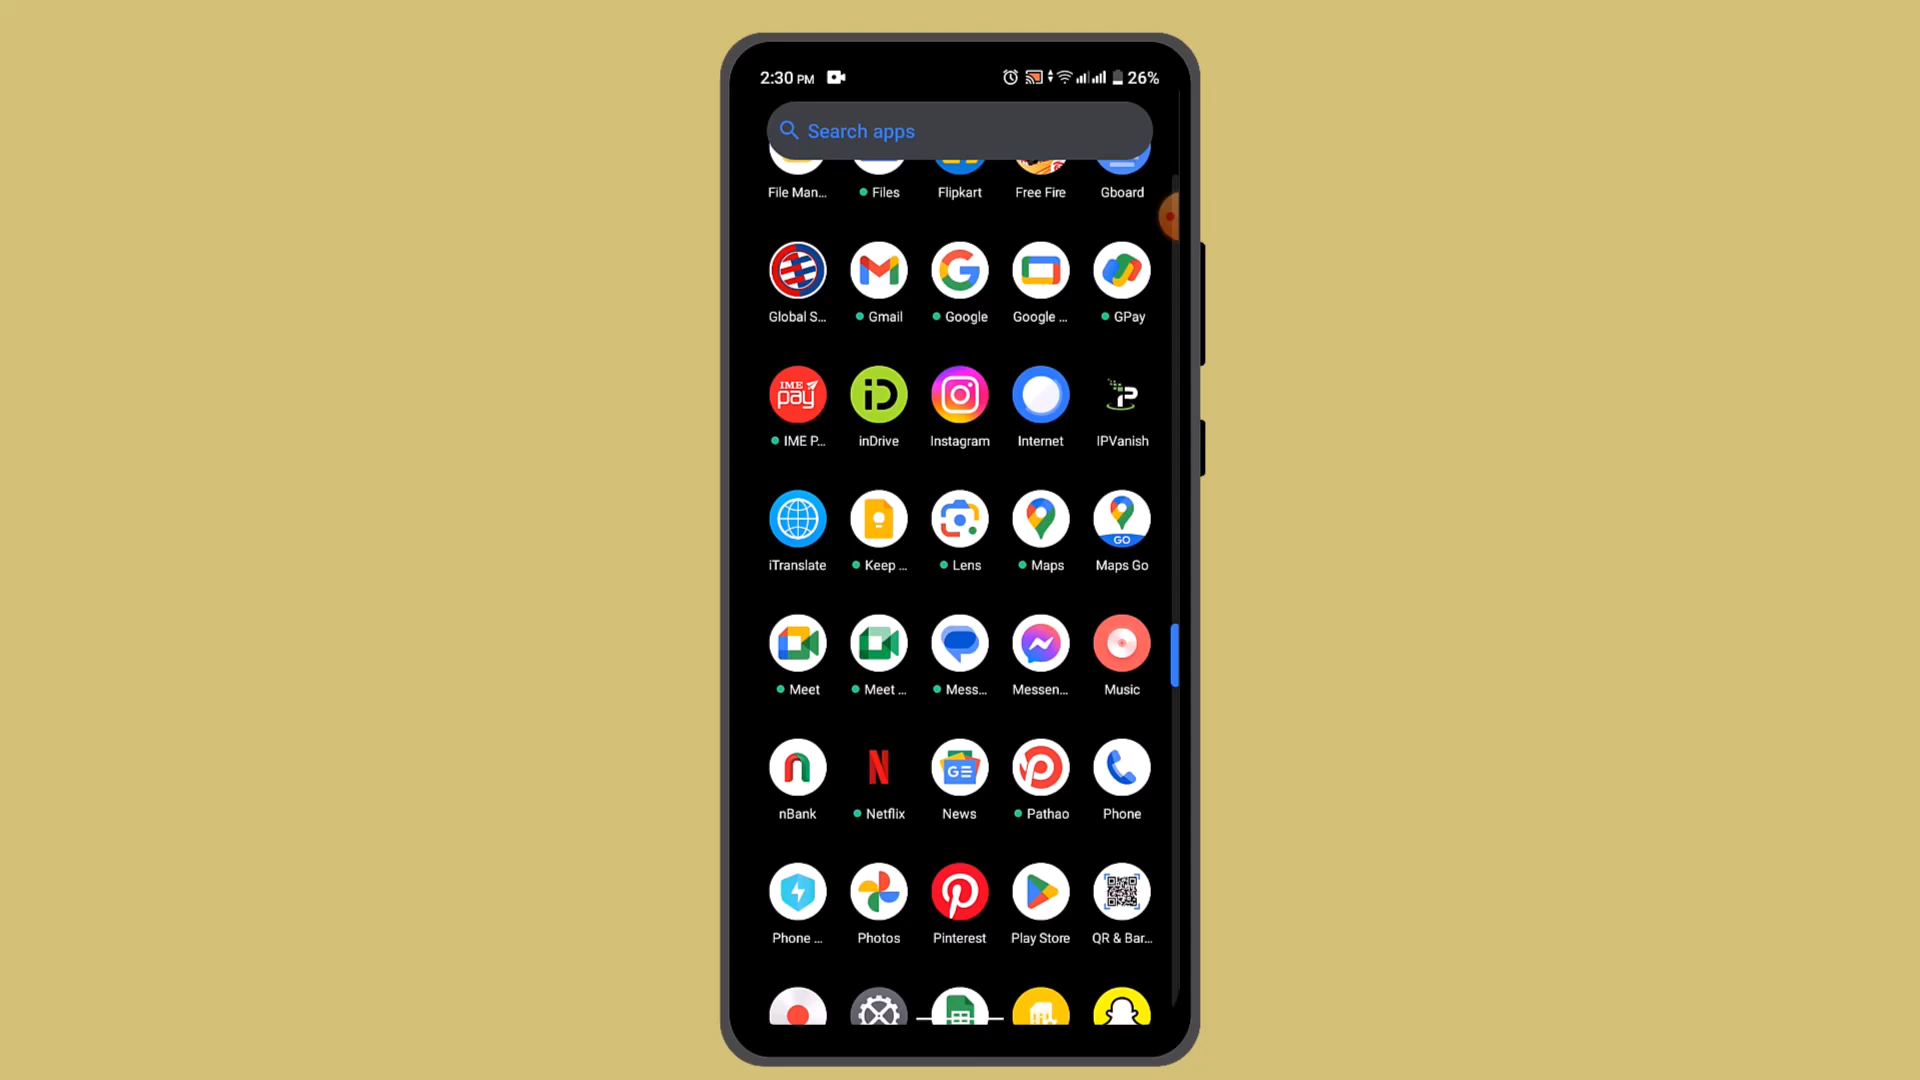 2:30 PM 26%
Search apps
File Man... Files Flipkart Free Fire Gboard
Global S... Gmail Google Google ... GPay
IME pay
IME P... inDrive Instagram Internet IPVanish
GO
iTranslate Keep ... Lens Maps Maps Go
Meet Meet ... Mess... Messen... Music
nBank Netflix News Pathao Phone
Phone ... Photos Pinterest Play Store QR & Bar...